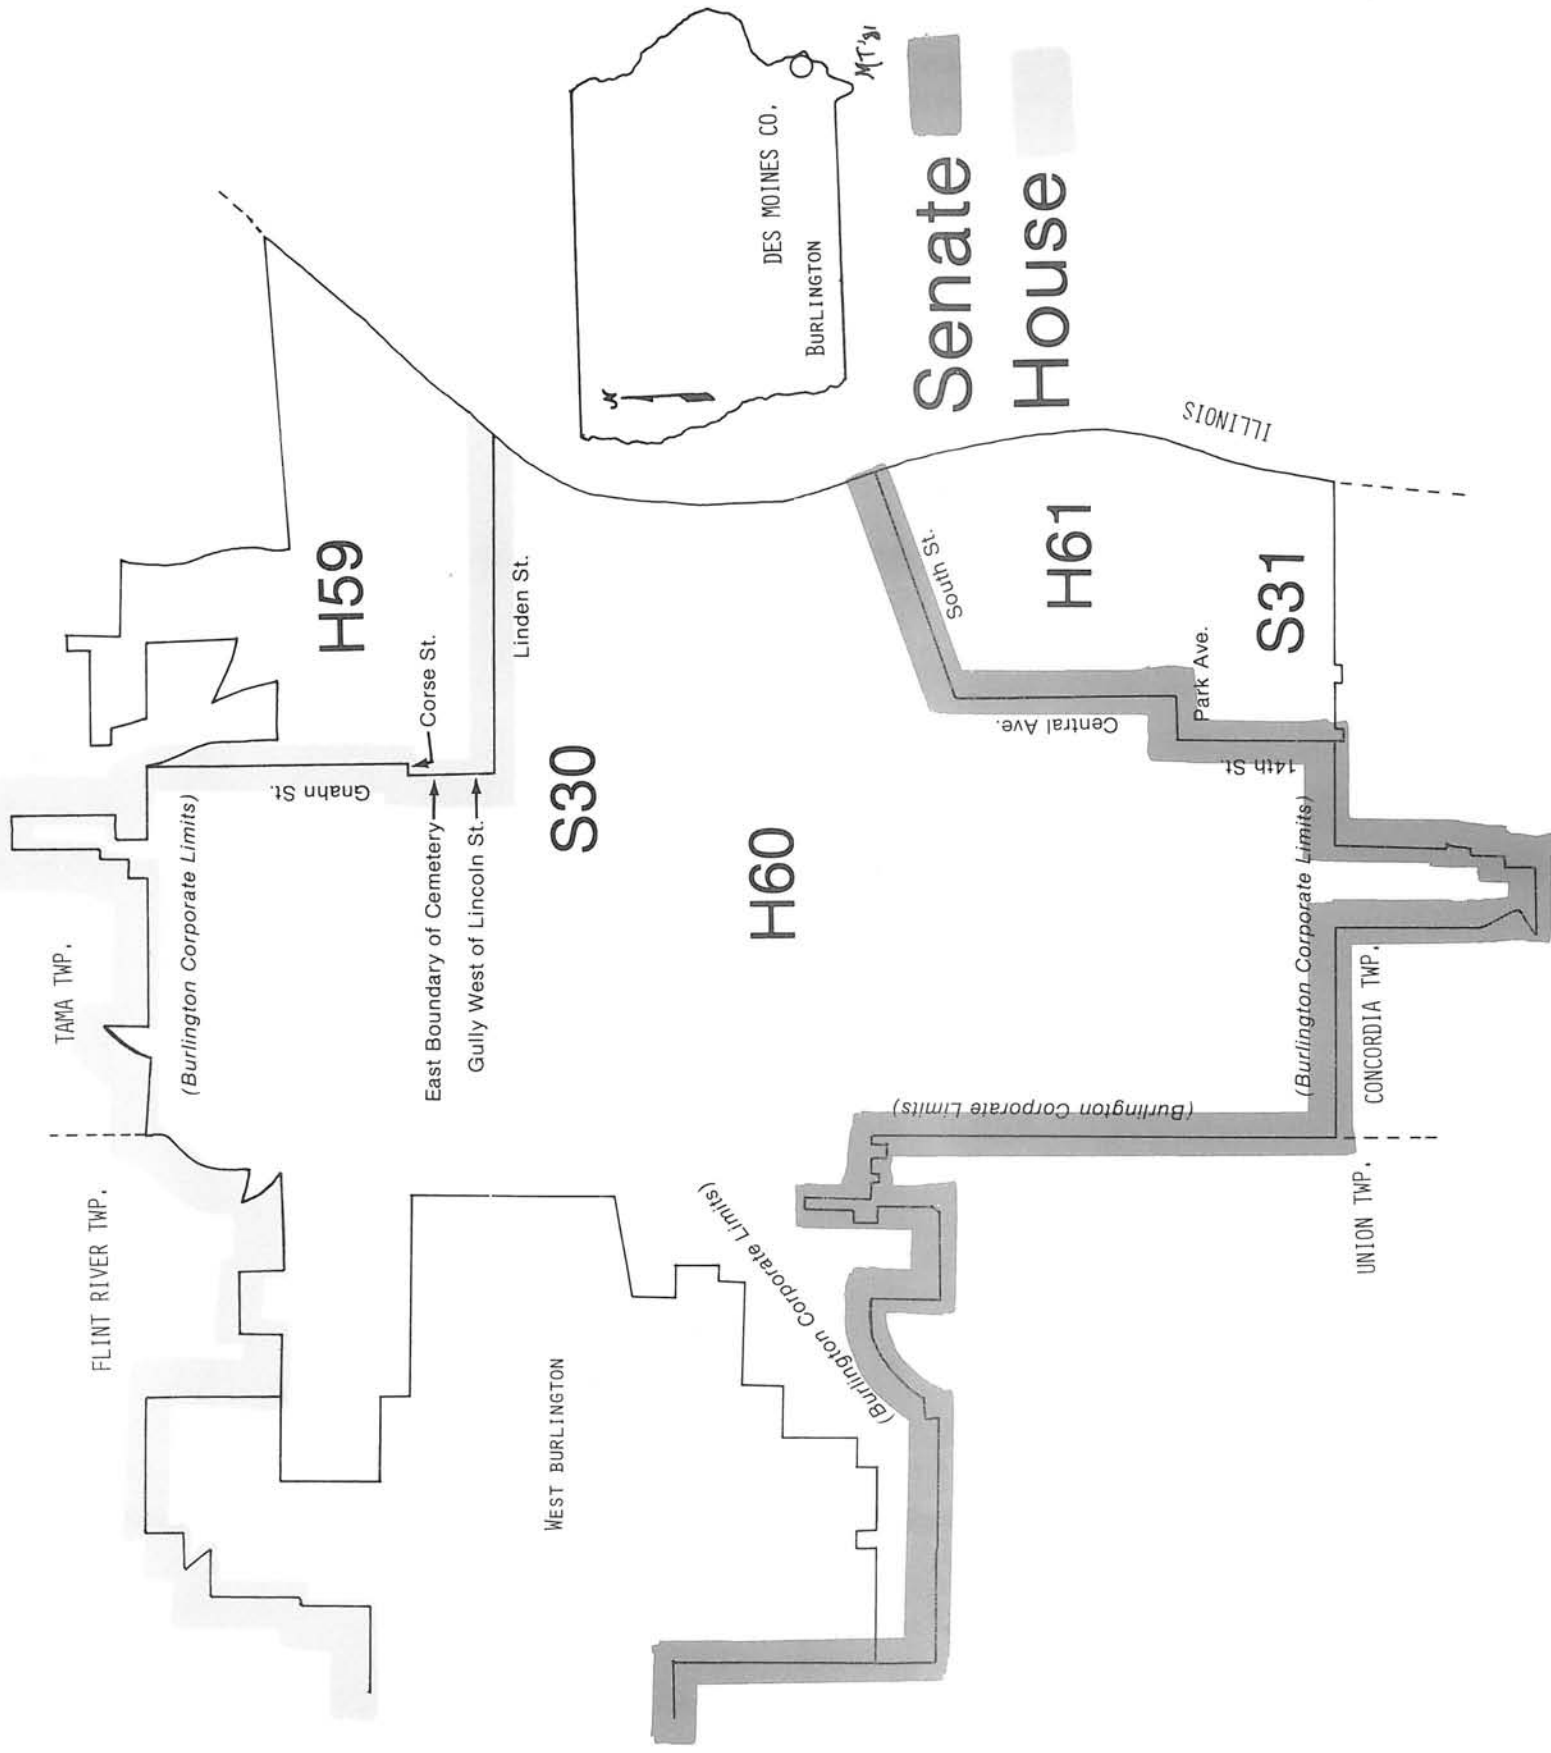 TAMA TWP.
FLINT RIVER TWP.
(Burlington Corporate Limits)
Gnahn St.
H59
Corse St.
East Boundary of Cemetery
Gully West of Lincoln St.
Linden St.
S30
H60
WEST BURLINGTON
(Burlington Corporate Limits)
(Burlington Corporate Limits)
South St.
Central Ave.
H61
Park Ave.
S31
14th St.
(Burlington Corporate Limits)
CONCORDIA TWP.
UNION TWP.
ILLINOIS
N
DES MOINES CO.
BURLINGTON
MT'81
Senate
House